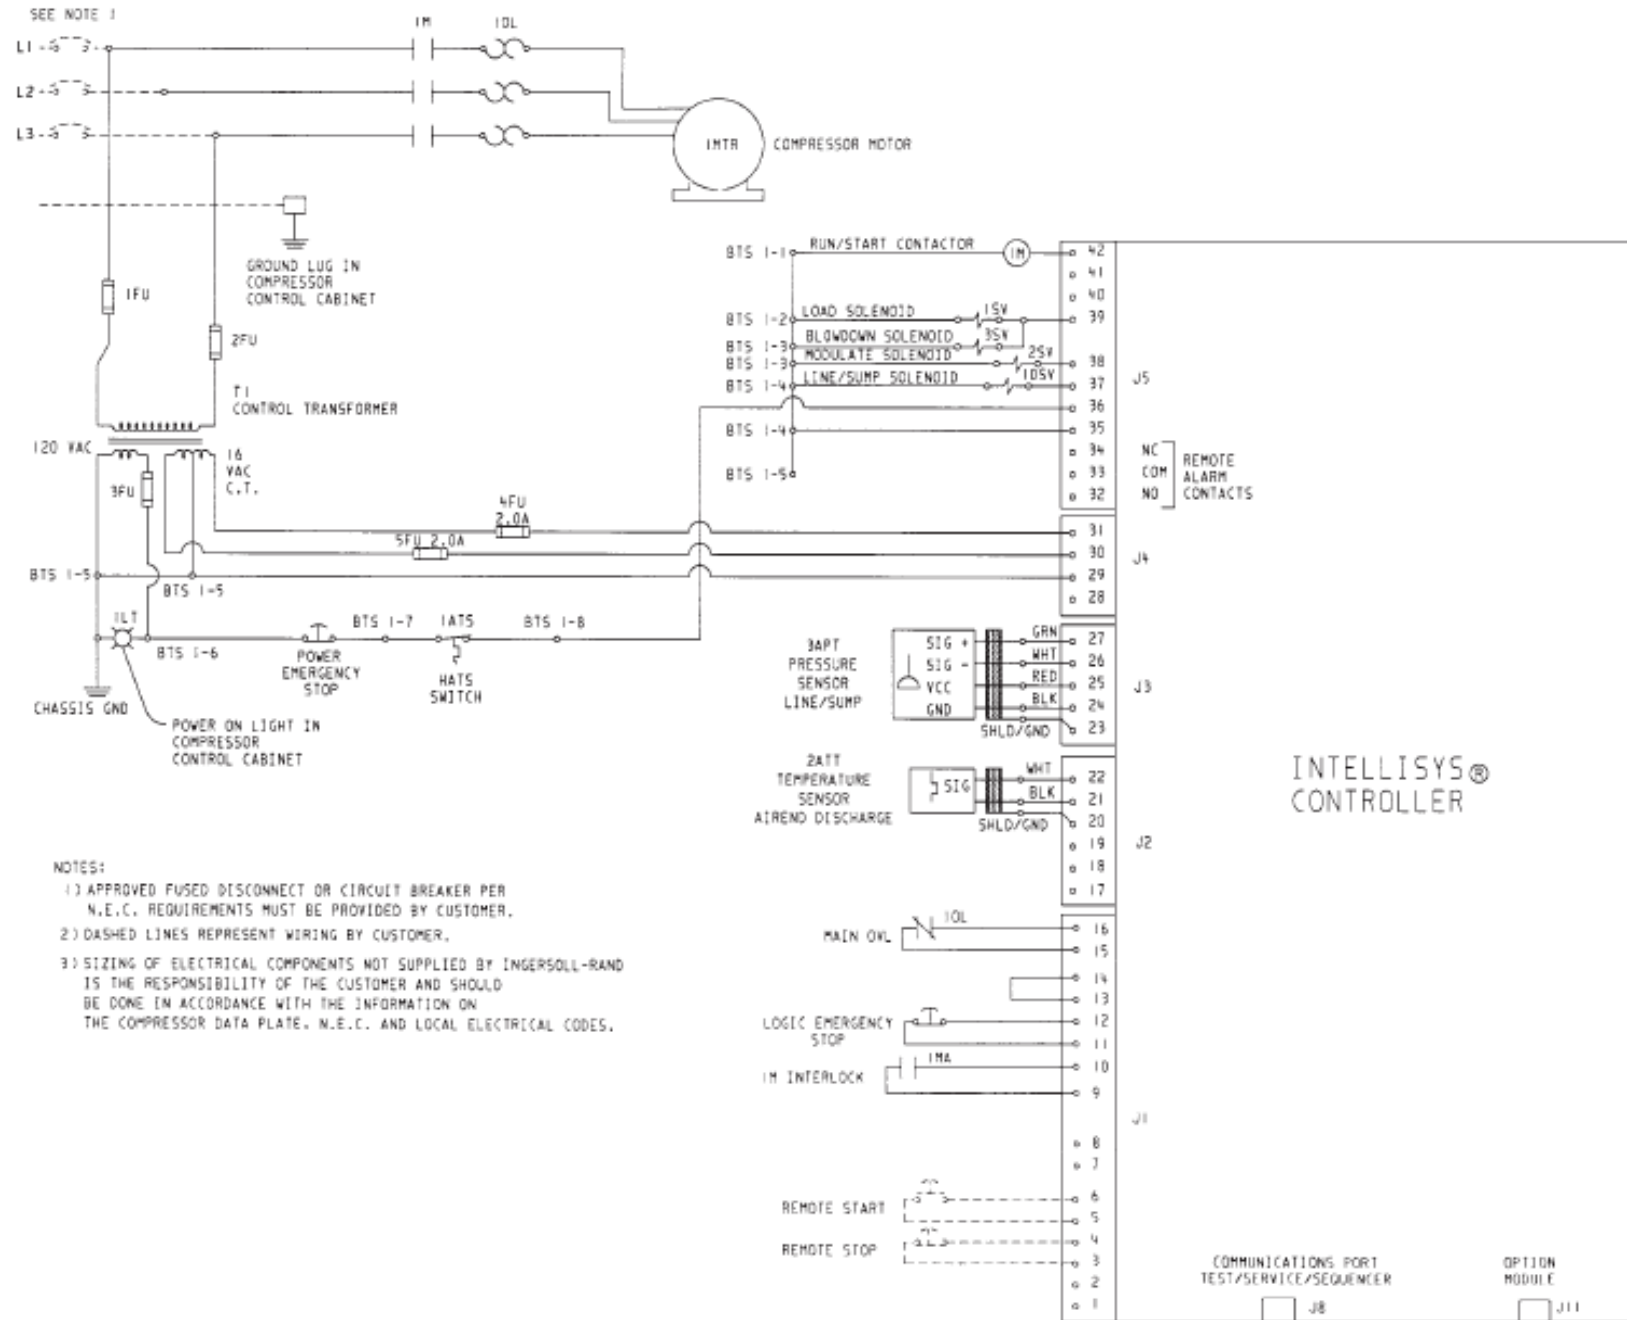 SEE NOTE 1
1M
1OL
L1
L2
L3
1MTR
COMPRESSOR MOTOR
GROUND LUG IN
COMPRESSOR
CONTROL CABINET
1FU
2FU
T1
CONTROL TRANSFORMER
120 VAC
16
VAC
C.T.
3FU
4FU
2.0A
5FU 2.0A
BTS 1-5
BTS 1-5
1LT
BTS 1-6
POWER
EMERGENCY
STOP
BTS 1-7
1ATS
HATS
SWITCH
BTS 1-8
CHASSIS GND
POWER ON LIGHT IN
COMPRESSOR
CONTROL CABINET
BTS 1-1
RUN/START CONTACTOR
1M
42
41
40
BTS 1-2
LOAD SOLENOID
1SV
39
BTS 1-3
BLOWDOWN SOLENOID
3SV
BTS 1-3
MODULATE SOLENOID
2SV
38
BTS 1-4
LINE/SUMP SOLENOID
10SV
37
36
BTS 1-4
35
34
BTS 1-5
33
32
J5
NC
COM
NO
REMOTE
ALARM
CONTACTS
31
30
29
28
J4
3APT
PRESSURE
SENSOR
LINE/SUMP
SIG +
GRN
27
SIG -
WHT
26
VCC
RED
25
GND
BLK
24
SHLD/GND
23
J3
2ATT
TEMPERATURE
SENSOR
AIREND DISCHARGE
SIG
WHT
22
BLK
21
SHLD/GND
20
19
18
17
J2
INTELLISYS®
CONTROLLER
NOTES:
1) APPROVED FUSED DISCONNECT OR CIRCUIT BREAKER PER
N.E.C. REQUIREMENTS MUST BE PROVIDED BY CUSTOMER.
2) DASHED LINES REPRESENT WIRING BY CUSTOMER.
3) SIZING OF ELECTRICAL COMPONENTS NOT SUPPLIED BY INGERSOLL-RAND
IS THE RESPONSIBILITY OF THE CUSTOMER AND SHOULD
BE DONE IN ACCORDANCE WITH THE INFORMATION ON
THE COMPRESSOR DATA PLATE, N.E.C. AND LOCAL ELECTRICAL CODES.
MAIN OVL
1OL
16
15
14
13
LOGIC EMERGENCY
STOP
12
11
1M INTERLOCK
1MA
10
9
8
7
J1
REMOTE START
6
5
REMOTE STOP
4
3
2
1
COMMUNICATIONS PORT
TEST/SERVICE/SEQUENCER
J8
OPTION
MODULE
J11